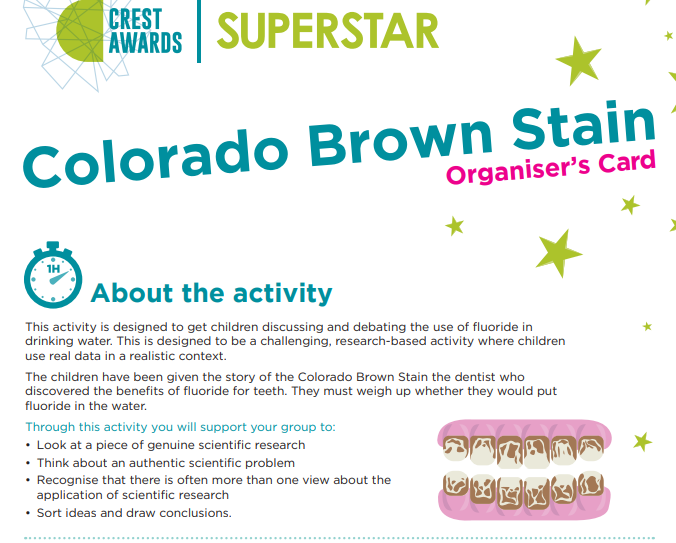 CREST
AWARDS
SUPERSTAR
Colorado Brown Stain
Organiser's Card
1H
About the activity
This activity is designed to get children discussing and debating the use of fluoride in
drinking water. This is designed to be a challenging, research-based activity where children
use real data in a realistic context.
The children have been given the story of the Colorado Brown Stain the dentist who
discovered the benefits of fluoride for teeth. They must weigh up whether they would put
fluoride in the water.
Through this activity you will support your group to:
• Look at a piece of genuine scientific research
• Think about an authentic scientific problem
• Recognise that there is often more than one view about the
application of scientific research
• Sort ideas and draw conclusions.